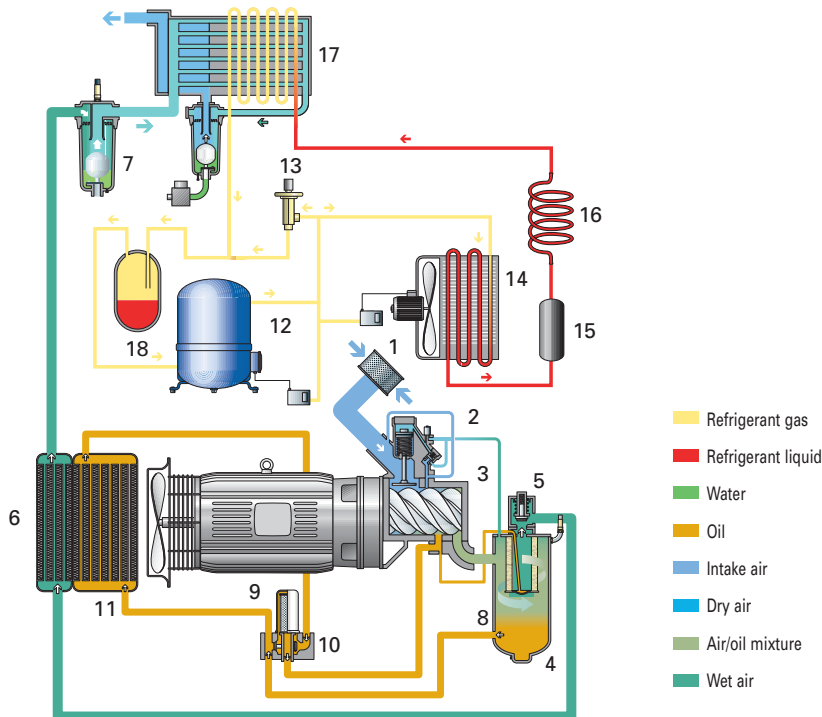 17
7
13
16
14
12
15
18
1
2
3
5
6
9
11
8
10
4
Refrigerant gas
Refrigerant liquid
Water
Oil
Intake air
Dry air
Air/oil mixture
Wet air